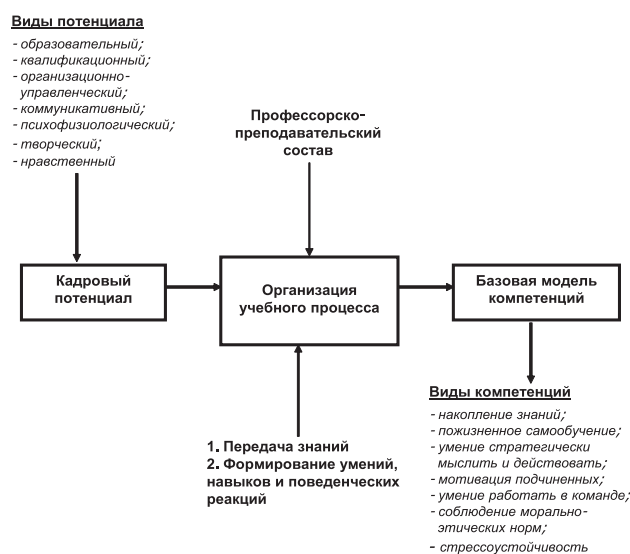 Виды потенциала
- образовательный;
- квалификационный;
- организационно-
управленческий;
- коммуникативный;
- психофизиологический;
- творческий;
- нравственный
Профессорско-
преподавательский
состав
Кадровый
потенциал
Организация
учебного процесса
Базовая модель
компетенций
1. Передача знаний
2. Формирование умений,
навыков и поведенческих
реакций
Виды компетенций
- накопление знаний;
- пожизненное самообучение;
- умение стратегически
мыслить и действовать;
- мотивация подчиненных;
- умение работать в команде;
- соблюдение морально-
этических норм;
- стрессоустойчивость